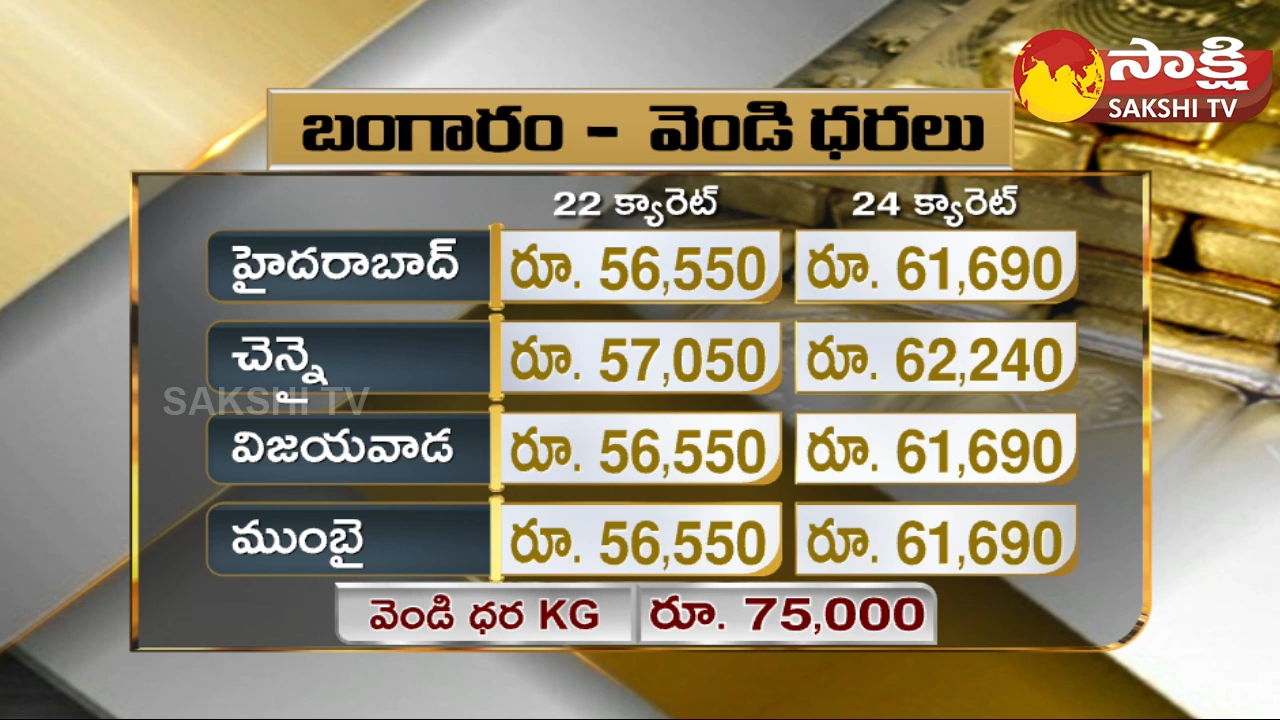 సాక్షి
SAKSHI TV
బంగారం - వెండి ధరలు
22 క్యారెట్ 24 క్యారెట్
హైదరాబాద్ రూ. 56,550 రూ. 61,690
చెన్నై రూ. 57,050 రూ. 62,240
SAKSHI TV
విజయవాడ రూ. 56,550 రూ. 61,690
ముంబై రూ. 56,550 రూ. 61,690
వెండి ధర KG రూ. 75,000